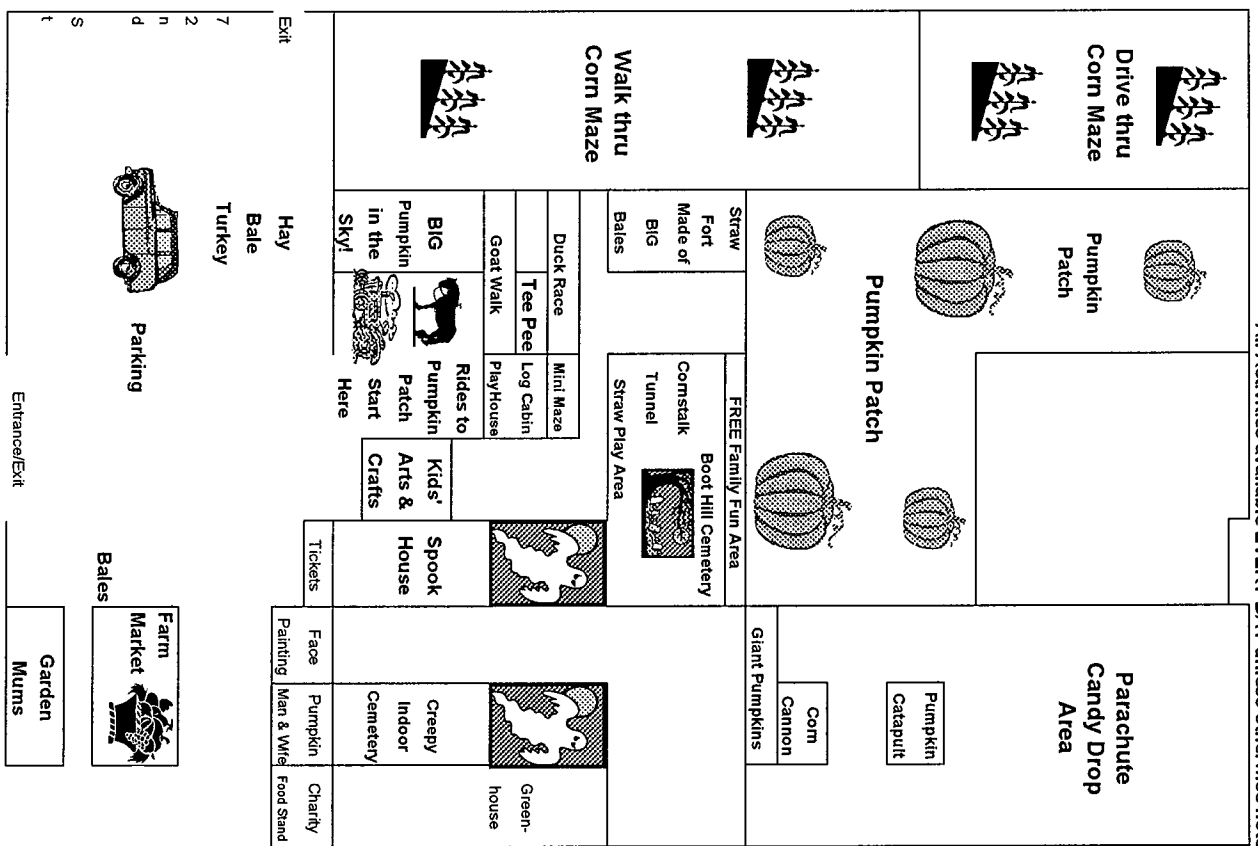 Drive thru
Corn Maze
Pumpkin
Patch
Parachute
Candy Drop
Area
Pumpkin
Catapult
Pumpkin Patch
Corn
Cannon
Giant Pumpkins
Walk thru
Corn Maze
Straw
Fort
Made of
BIG
Bales
FREE Family Fun Area
Boot Hill Cemetery
Cornstalk
Tunnel
Straw Play Area
Duck Race
Mini Maze
Tee Pee
Log Cabin
Goat Walk
PlayHouse
Green-
house
BIG
Pumpkin
in the
Sky!
Rides to
Pumpkin
Patch
Start
Here
Kids'
Arts &
Crafts
Spook
House
Creepy
Indoor
Cemetery
Tickets
Face
Painting
Pumpkin
Man & Wife
Charity
Food Stand
Exit
Hay
Bale
Turkey
7
2
n
d
S
t
Parking
Farm
Market
Bales
Garden
Mums
Entrance/Exit